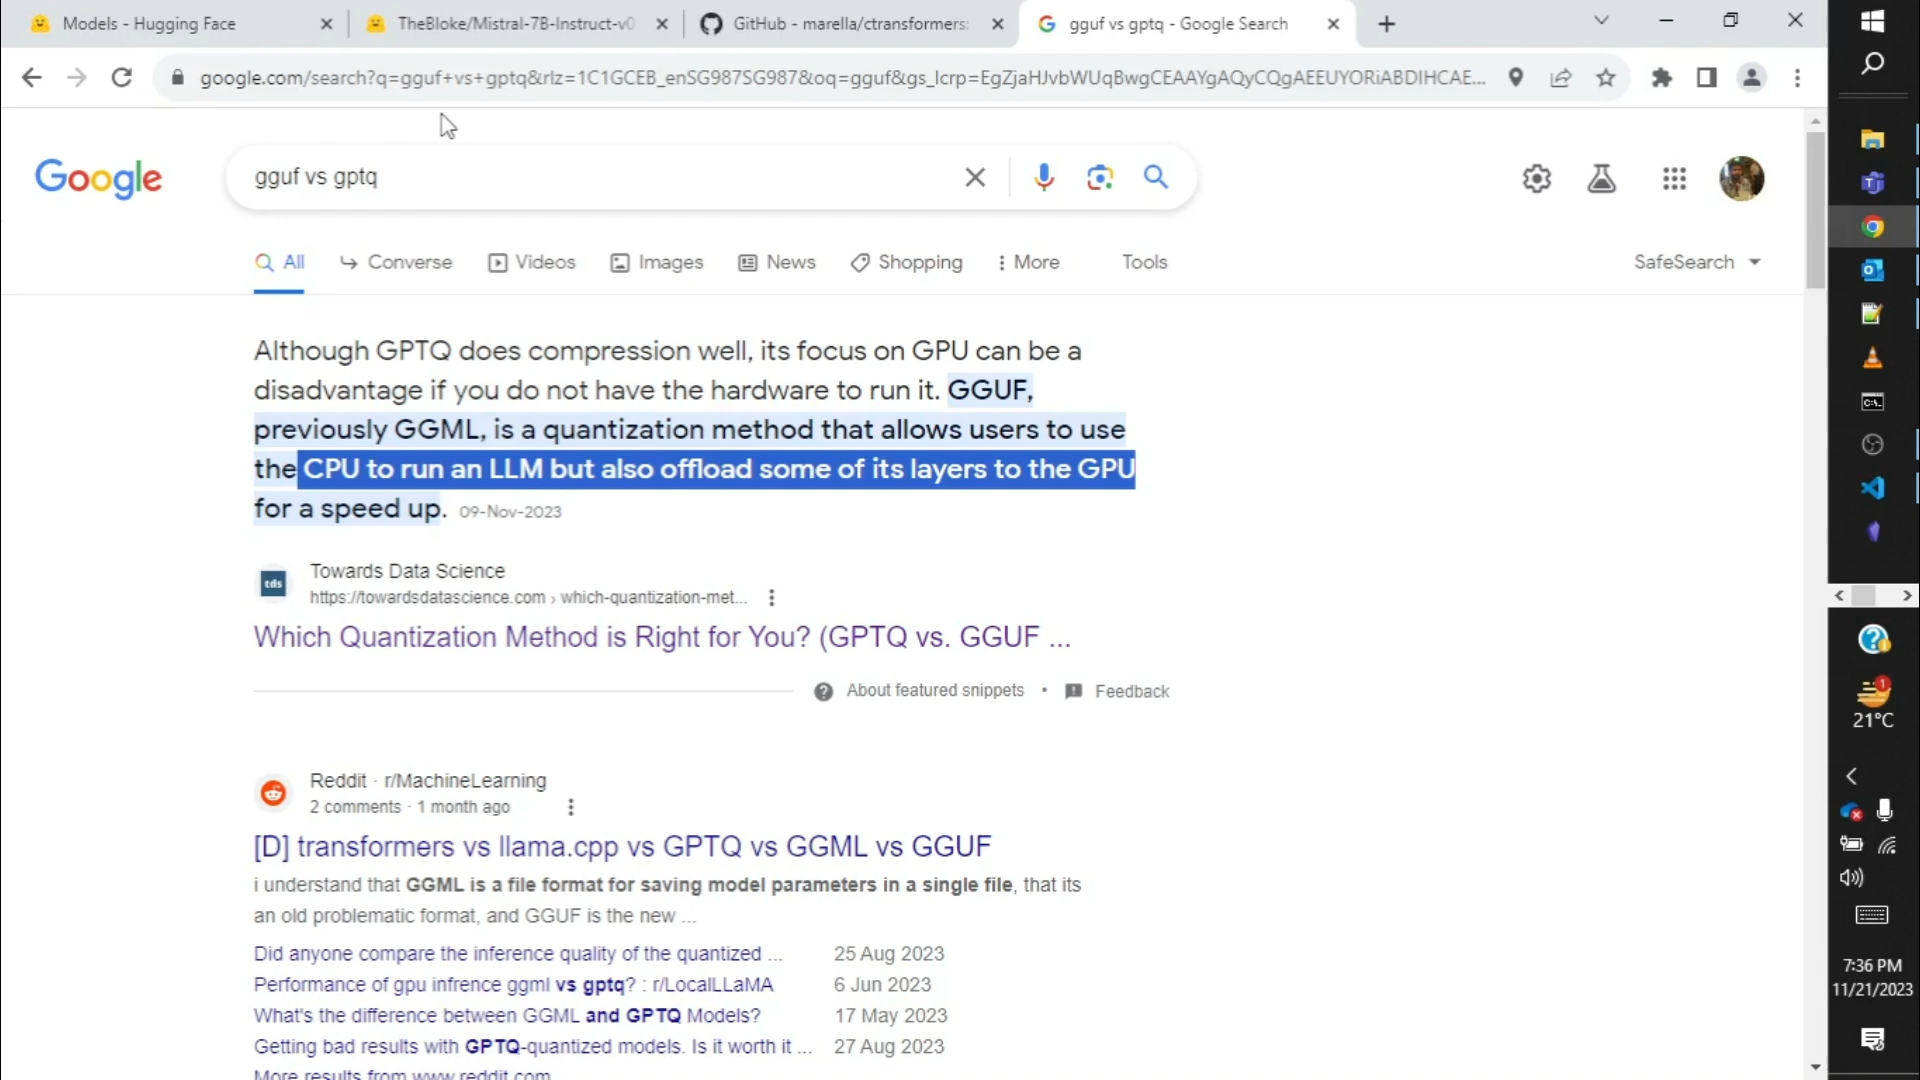 Models - Hugging Face
TheBloke/Mistral-7B-Instruct-v0
GitHub - marella/ctransformers:
gguf vs gptq - Google Search
google.com/search?q=gguf+vs+gptq&rlz=1C1GCEB_enSG987SG987&oq=gguf&gs_lcrp=EgZjaHJvbWUqBwgCEAAYgAQyCQgAEEUYORiABDIHCAE...
Google
gguf vs gptq
All
Converse
Videos
Images
News
Shopping
More
Tools
SafeSearch
Although GPTQ does compression well, its focus on GPU can be a
disadvantage if you do not have the hardware to run it. GGUF,
previously GGML, is a quantization method that allows users to use
the CPU to run an LLM but also offload some of its layers to the GPU
for a speed up. 09-Nov-2023
tds
Towards Data Science
https://towardsdatascience.com › which-quantization-met...
Which Quantization Method is Right for You? (GPTQ vs. GGUF ...
About featured snippets • Feedback
Reddit · r/MachineLearning
2 comments · 1 month ago
[D] transformers vs llama.cpp vs GPTQ vs GGML vs GGUF
i understand that GGML is a file format for saving model parameters in a single file, that its
an old problematic format, and GGUF is the new ...
Did anyone compare the inference quality of the quantized ... 25 Aug 2023
Performance of gpu infrence ggml vs gptq? : r/LocalLLaMA 6 Jun 2023
What's the difference between GGML and GPTQ Models? 17 May 2023
Getting bad results with GPTQ-quantized models. Is it worth it ... 27 Aug 2023
More results from www.reddit.com
1
21°C
7:36 PM
11/21/2023